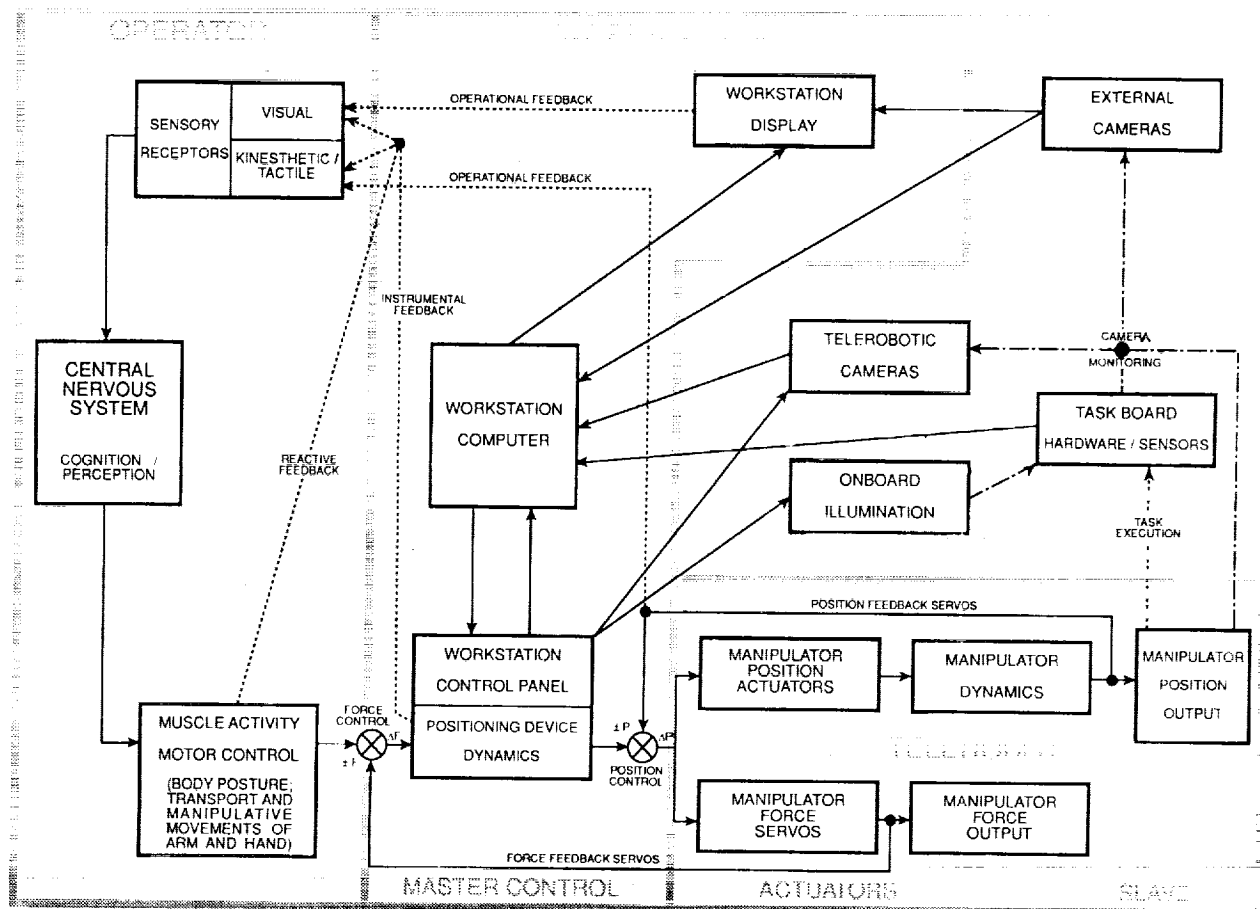 OPERATOR
OPERATIONAL FEEDBACK
SENSORY
RECEPTORS
VISUAL
KINESTHETIC /
TACTILE
WORKSTATION
DISPLAY
EXTERNAL
CAMERAS
OPERATIONAL FEEDBACK
INSTRUMENTAL
FEEDBACK
CENTRAL
NERVOUS
SYSTEM
COGNITION /
PERCEPTION
REACTIVE
FEEDBACK
WORKSTATION
COMPUTER
TELEROBOTIC
CAMERAS
CAMERA
MONITORING
TASK BOARD
HARDWARE / SENSORS
ONBOARD
ILLUMINATION
TASK
EXECUTION
POSITION FEEDBACK SERVOS
WORKSTATION
CONTROL PANEL
POSITIONING DEVICE
DYNAMICS
MANIPULATOR
POSITION
ACTUATORS
MANIPULATOR
DYNAMICS
MANIPULATOR
POSITION
OUTPUT
MUSCLE ACTIVITY
MOTOR CONTROL
(BODY POSTURE;
TRANSPORT AND
MANIPULATIVE
MOVEMENTS OF
ARM AND HAND)
FORCE
CONTROL
± F
ΔF
± P
ΔP
POSITION
CONTROL
MANIPULATOR
FORCE
SERVOS
MANIPULATOR
FORCE
OUTPUT
FORCE FEEDBACK SERVOS
MASTER CONTROL
ACTUATORS
SLAVE